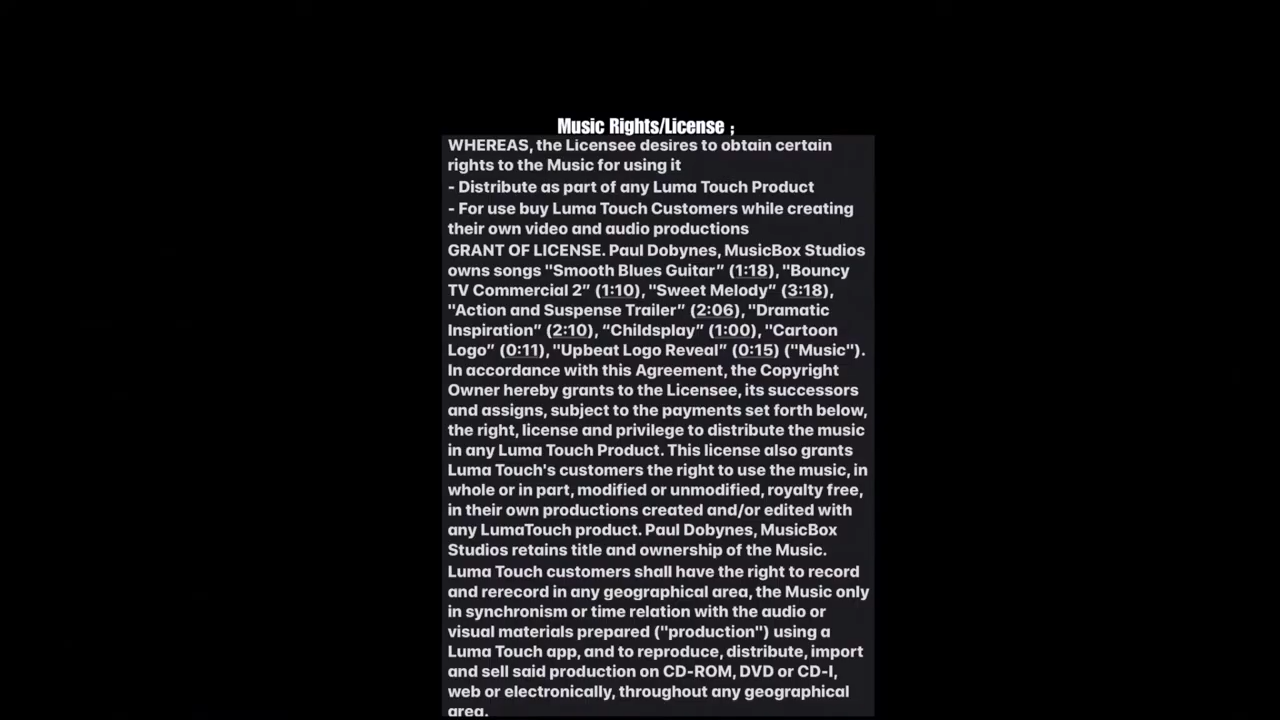 Music Rights/License ;
WHEREAS, the Licensee desires to obtain certain
rights to the Music for using it
- Distribute as part of any Luma Touch Product
- For use buy Luma Touch Customers while creating
their own video and audio productions
GRANT OF LICENSE. Paul Dobynes, MusicBox Studios
owns songs "Smooth Blues Guitar” (1:18), "Bouncy
TV Commercial 2” (1:10), "Sweet Melody” (3:18),
"Action and Suspense Trailer” (2:06), "Dramatic
Inspiration” (2:10), “Childsplay” (1:00), "Cartoon
Logo” (0:11), "Upbeat Logo Reveal” (0:15) ("Music").
In accordance with this Agreement, the Copyright
Owner hereby grants to the Licensee, its successors
and assigns, subject to the payments set forth below,
the right, license and privilege to distribute the music
in any Luma Touch Product. This license also grants
Luma Touch's customers the right to use the music, in
whole or in part, modified or unmodified, royalty free,
in their own productions created and/or edited with
any LumaTouch product. Paul Dobynes, MusicBox
Studios retains title and ownership of the Music.
Luma Touch customers shall have the right to record
and rerecord in any geographical area, the Music only
in synchronism or time relation with the audio or
visual materials prepared ("production") using a
Luma Touch app, and to reproduce, distribute, import
and sell said production on CD-ROM, DVD or CD-I,
web or electronically, throughout any geographical
area.